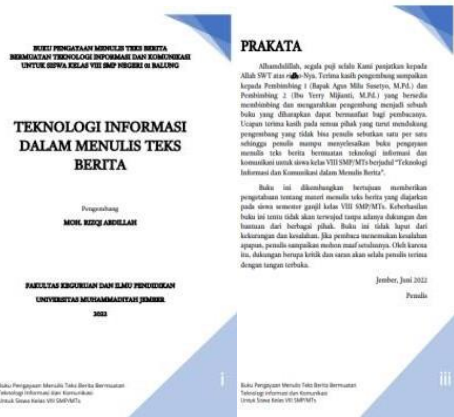 BUKU PENGAYAAN MENULIS TEKS BERITA
BERMUATAN TEKNOLOGI INFORMASI DAN KOMUNIKASI
UNTUK SISWA KELAS VIII SMP NEGERI 01 BALUNG
TEKNOLOGI INFORMASI
DALAM MENULIS TEKS
BERITA
Pengembang
MOH. RIZQI ABDILLAH
FAKULTAS KEGURUAN DAN ILMU PENDIDIKAN
UNIVERSITAS MUHAMMADIYAH JEMBER
2022
Buku Pengayaan Menulis Teks Berita Bermuatan
Teknologi Informasi dan Komunikasi
Untuk Siswa Kelas VIII SMP/MTs
i
PRAKATA
Alhamdulillah, segala puji selalu Kami panjatkan kepada
Allah SWT atas -Nya. Terima kasih pengembang sampaikan
kepada Pembimbing 1 (Bapak Agus Milu Susetyo, M.Pd.) dan
Pembimbing 2 (Ibu Yerry Mijianti, M.Pd.) yang bersedia
membimbing dan mengarahkan pengembang menjadi sebuah
buku yang diharapkan dapat bermanfaat bagi pembacanya.
Ucapan terima kasih pada semua pihak yang turut mendukung
pengembang yang tidak bisa penulis sebutkan satu per satu
sehingga penulis mampu menyelesaikan buku pengayaan
menulis teks berita bermuatan teknologi informasi dan
komunikasi untuk siswa kelas VIII SMP/MTs berjudul "Teknologi
Informasi dan Komunikasi dalam Menulis Berita".
Buku ini dikembangkan bertujuan memberikan
pengetahuan tentang materi menulis teks berita yang diajarkan
pada siswa semester ganjil kelas VIII SMP/MTs. Keberhasilan
buku ini tentu tidak akan terwujud tanpa adanya dukungan dan
bantuan dari berbagai pihak. Buku ini tidak luput dari
kekurangan dan kesalahan. Jika pembaca menemukan kesalahan
apapun, penulis sampaikan mohon maaf setulusnya. Oleh karena
itu, dukungan berupa kritik dan saran akan selalu penulis terima
dengan tangan terbuka.
Jember, Juni 2022
Penulis
Buku Pengayaan Menulis Teks Berita Bermuatan
Teknologi Informasi dan Komunikasi
Untuk Siswa Kelas VIII SMP/MTs
iii